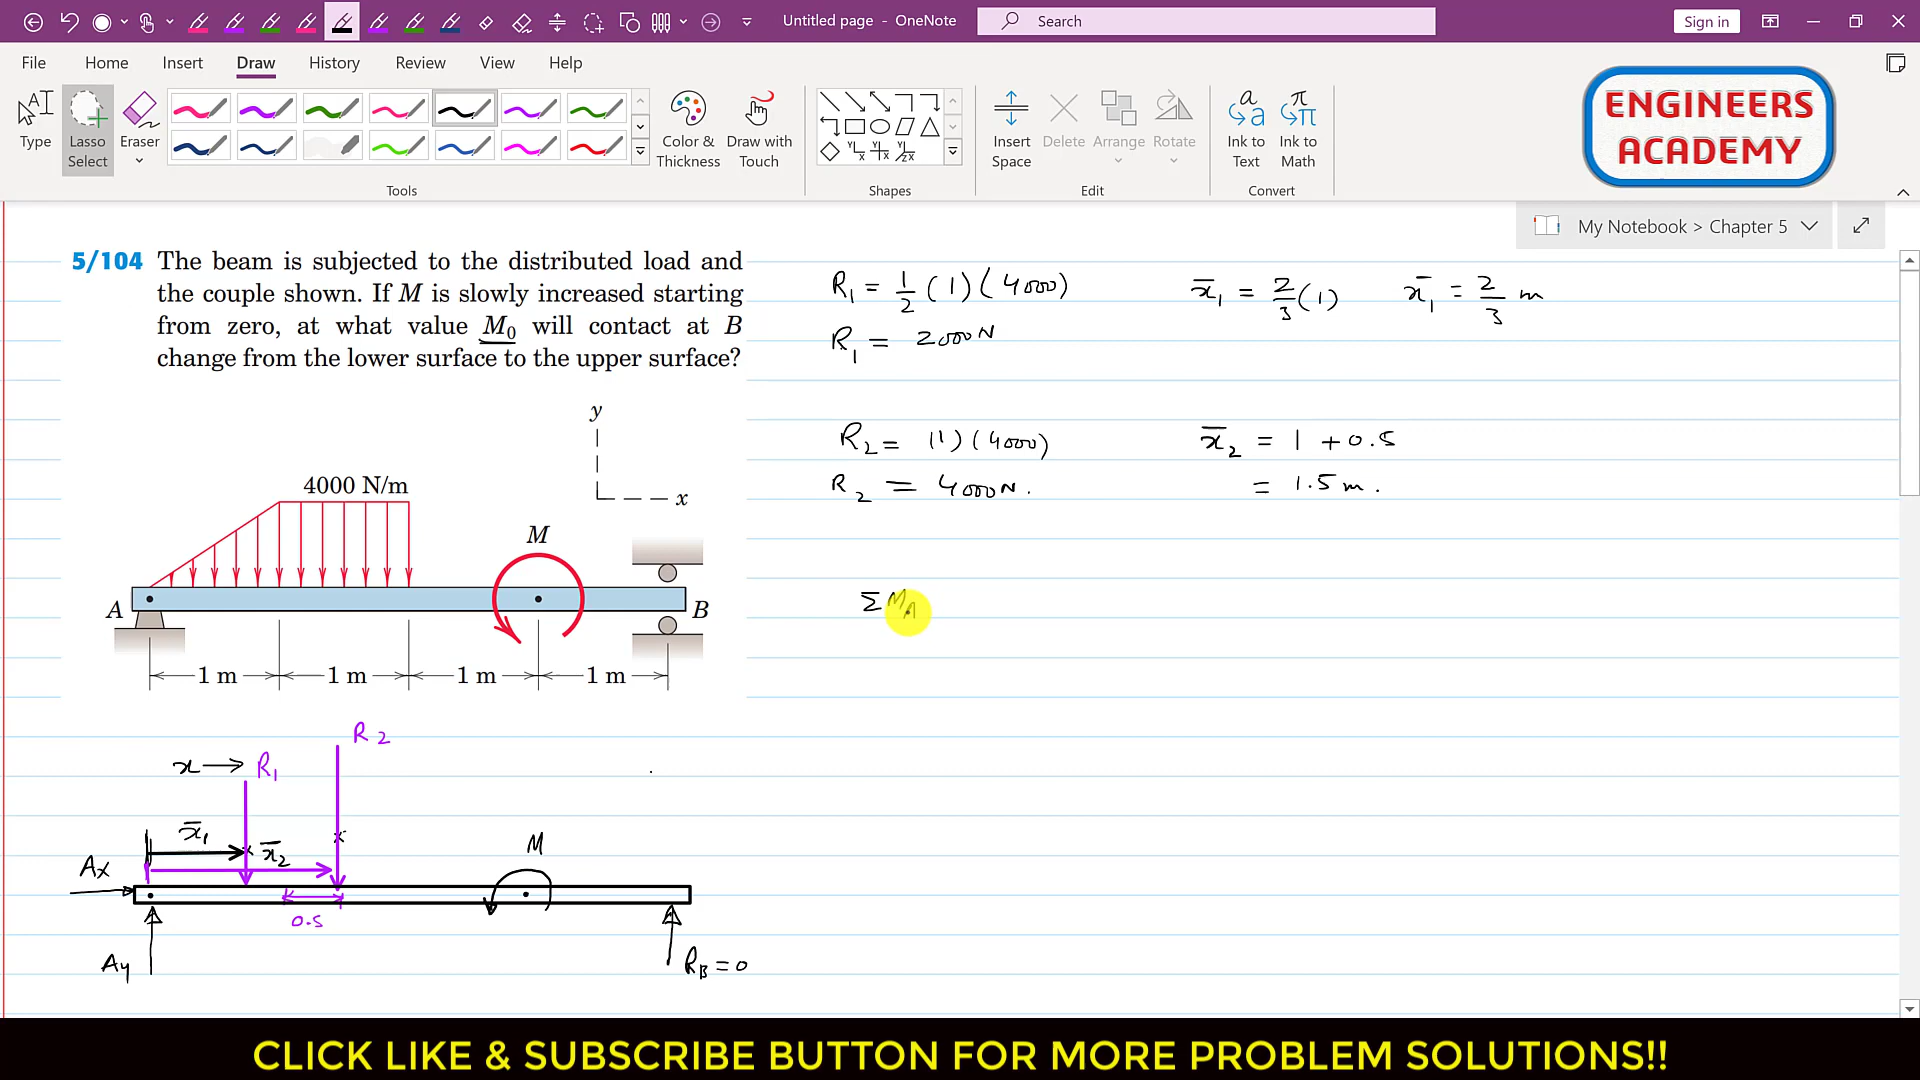 Untitled page - OneNote
Search
Sign in
File Home Insert Draw History Review View Help
Type
Lasso Select
Eraser
Color & Thickness
Draw with Touch
Insert Space
Delete
Arrange
Rotate
Ink to Text
Ink to Math
Tools
Shapes
Edit
Convert
ENGINEERS
ACADEMY
My Notebook > Chapter 5
5/104 The beam is subjected to the distributed load and
the couple shown. If M is slowly increased starting
from zero, at what value M₀ will contact at B
change from the lower surface to the upper surface?
y
x
4000 N/m
M
A
B
1 m 1 m 1 m 1 m
R₁ = 1/2 (1)(4000)
x̄₁ = 2/3 (1)
x̄₁ = 2/3 m
R₁ = 2000N
R₂ = (1)(4000)
x̄₂ = 1 + 0.5
R₂ = 4000N.
= 1.5m.
ΣM_A
R₂
x → R₁
x̄₁
x̄₂
M
Ax
0.5
Ay
R_B = 0
CLICK LIKE & SUBSCRIBE BUTTON FOR MORE PROBLEM SOLUTIONS!!